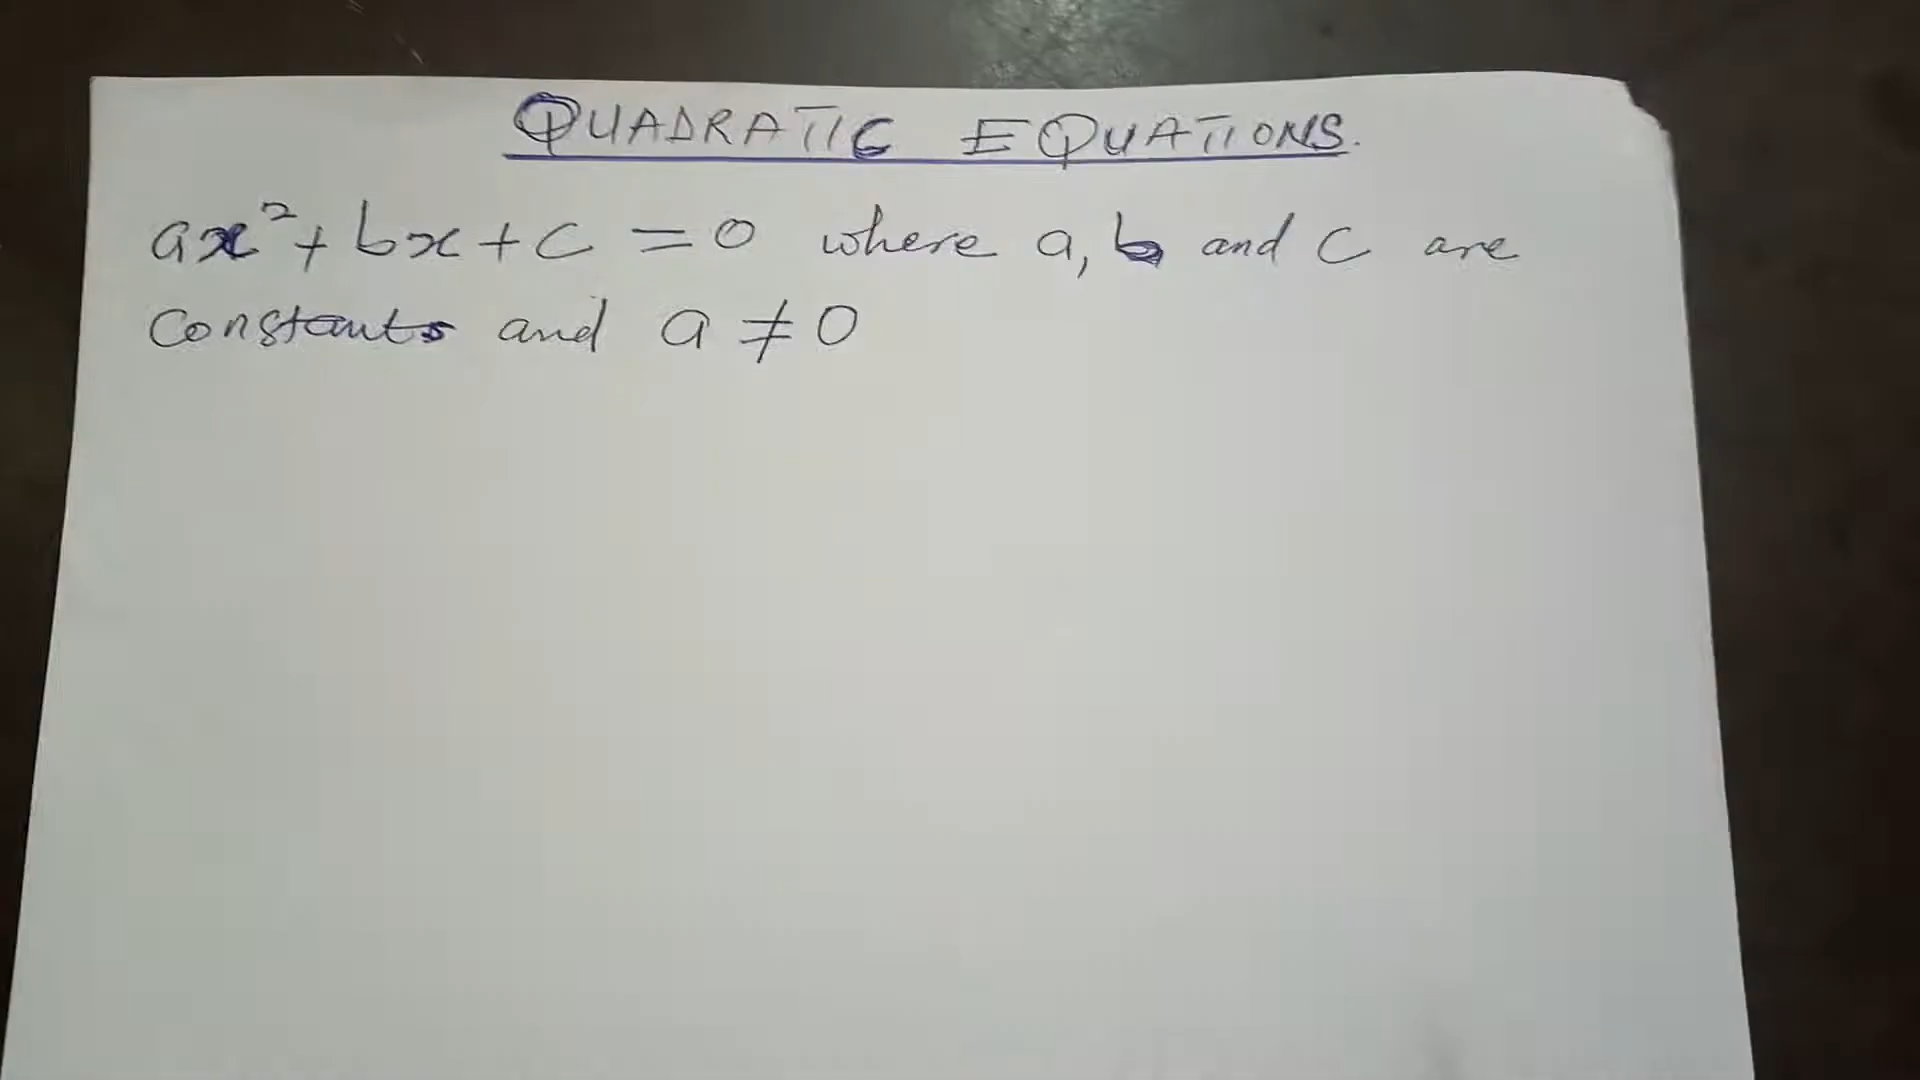 QUADRATIC EQUATIONS.
ax² + bx + c = 0 where a, b and c are
constants and a ≠ 0